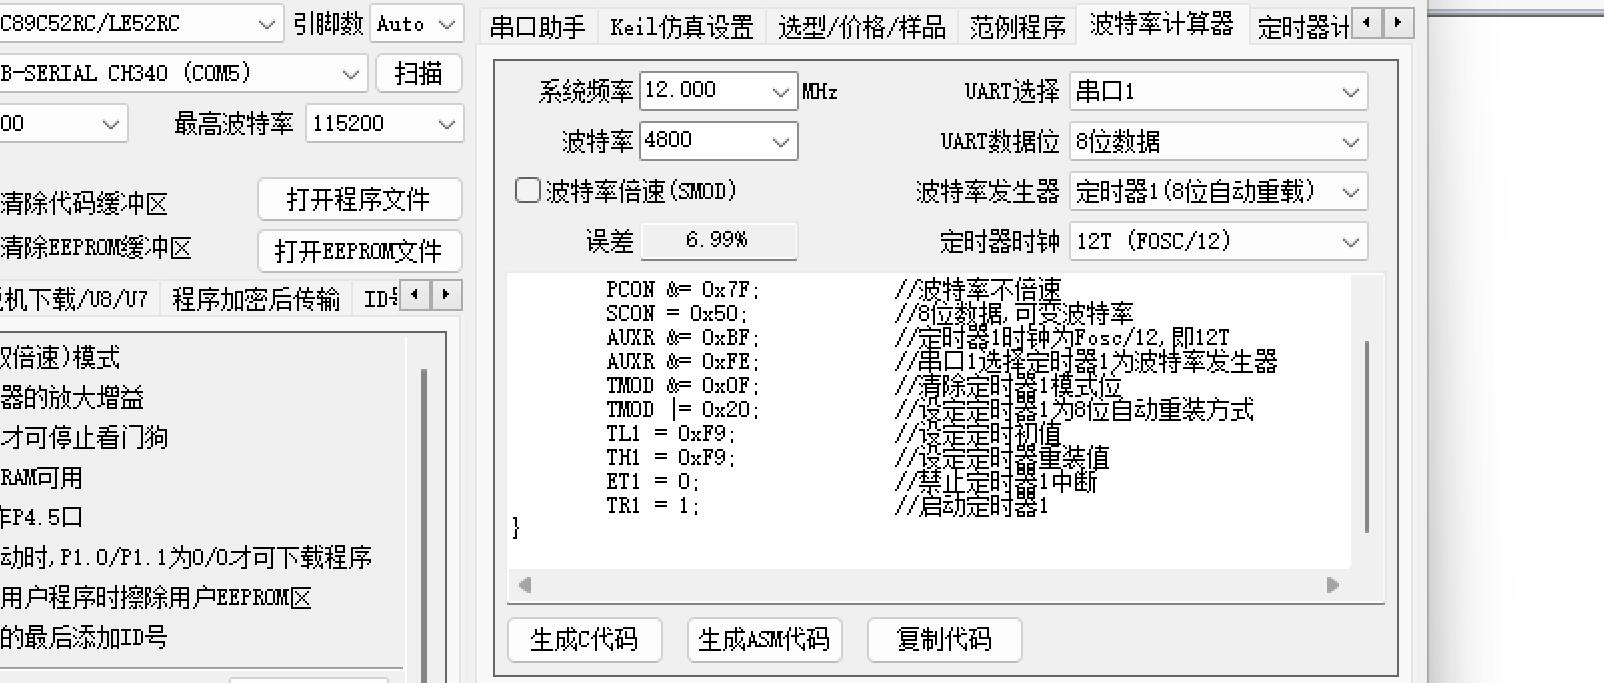 C89C52RC/LE52RC 引脚数 Auto
B-SERIAL CH340 (COM5) 扫描
00 最高波特率 115200
清除代码缓冲区 打开程序文件
清除EEPROM缓冲区 打开EEPROM文件
机下载/U8/U7 程序加密后传输 ID号
倍速)模式
器的放大增益
才可停止看门狗
RAM可用
作P4.5口
动时,P1.0/P1.1为0/0才可下载程序
用户程序时擦除用户EEPROM区
的最后添加ID号
串口助手 Keil仿真设置 选型/价格/样品 范例程序 波特率计算器 定时器计
系统频率 12.000 MHz UART选择 串口1
波特率 4800 UART数据位 8位数据
波特率倍速(SMOD) 波特率发生器 定时器1(8位自动重载)
误差 6.99% 定时器时钟 12T (FOSC/12)
PCON &= 0x7F; //波特率不倍速
SCON = 0x50; //8位数据,可变波特率
AUXR &= 0xBF; //定时器1时钟为Fosc/12,即12T
AUXR &= 0xFE; //串口1选择定时器1为波特率发生器
TMOD &= 0x0F; //清除定时器1模式位
TMOD |= 0x20; //设定定时器1为8位自动重装方式
TL1 = 0xF9; //设定定时初值
TH1 = 0xF9; //设定定时器重装值
ET1 = 0; //禁止定时器1中断
TR1 = 1; //启动定时器1
}
生成C代码 生成ASM代码 复制代码